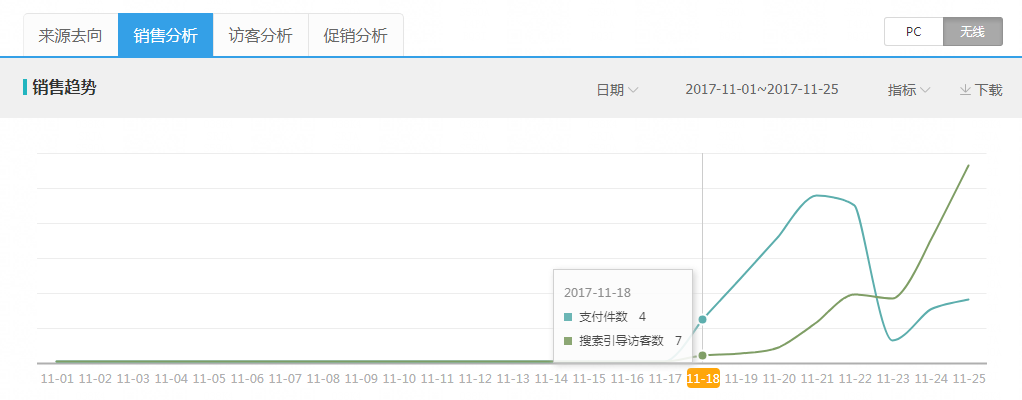 来源去向 销售分析 访客分析 促销分析 PC 无线
销售趋势 日期 2017-11-01~2017-11-25 指标 下载
2017-11-18
支付件数 4
搜索引导访客数 7
11-01 11-02 11-03 11-04 11-05 11-06 11-07 11-08 11-09 11-10 11-11 11-12 11-13 11-14 11-15 11-16 11-17 11-18 11-19 11-20 11-21 11-22 11-23 11-24 11-25